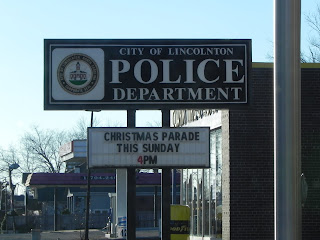 CITY OF LINCOLNTON
POLICE
DEPARTMENT
CHRISTMAS PARADE
THIS SUNDAY
4PM